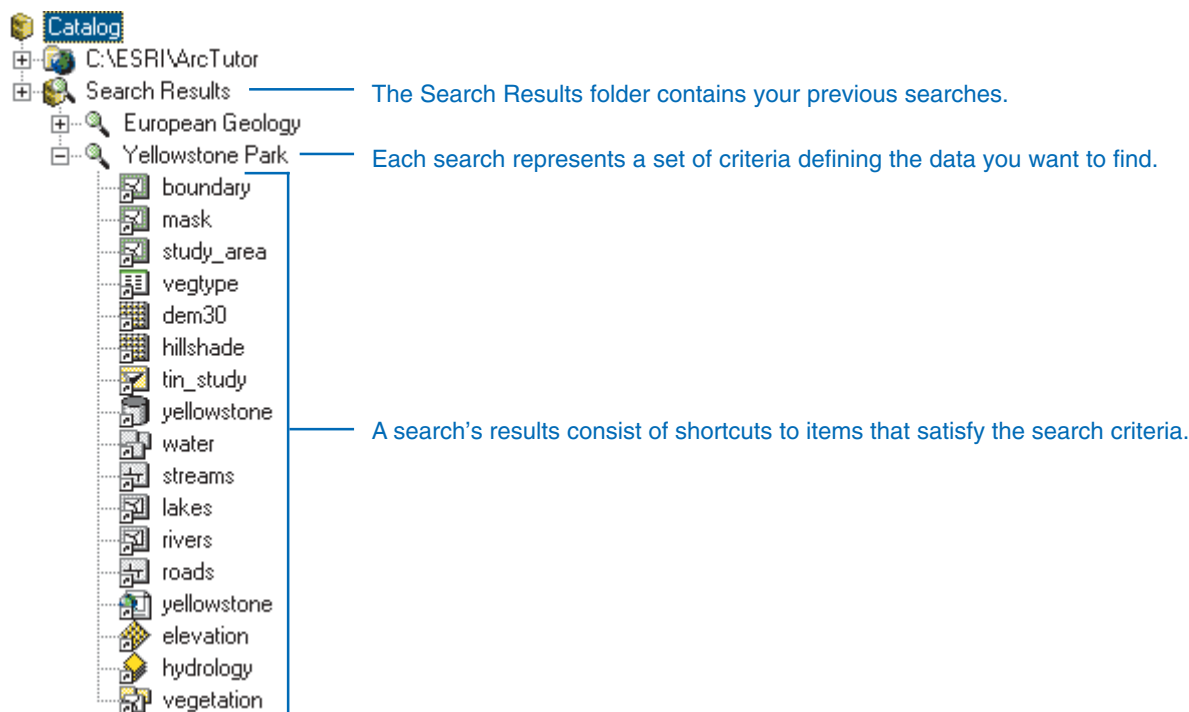 Catalog
C:\ESRI\ArcTutor
Search Results
The Search Results folder contains your previous searches.
European Geology
Yellowstone Park
Each search represents a set of criteria defining the data you want to find.
boundary
mask
study_area
vegtype
dem30
hillshade
tin_study
yellowstone
A search’s results consist of shortcuts to items that satisfy the search criteria.
water
streams
lakes
rivers
roads
yellowstone
elevation
hydrology
vegetation